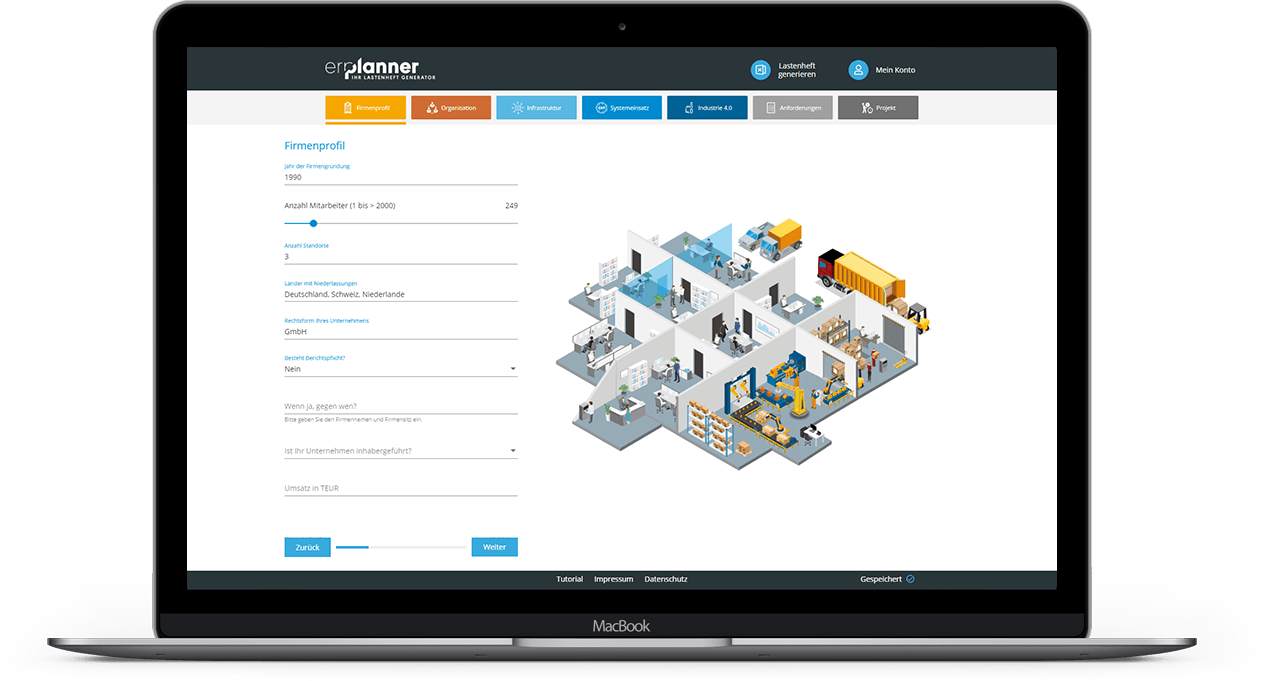 erplanner
IHR LASTENHEFT GENERATOR
Lastenheft
generieren
Mein Konto
Firmenprofil
Organisation
Infrastruktur
Systemeinsatz
Industrie 4.0
Anforderungen
Projekt
Firmenprofil
Jahr der Firmengründung
1990
Anzahl Mitarbeiter (1 bis > 2000) 249
Anzahl Standorte
3
Länder mit Niederlassungen
Deutschland, Schweiz, Niederlande
Rechtsform Ihres Unternehmens
GmbH
Besteht Berichtspflicht?
Nein
Wenn ja, gegen wen?
Bitte geben Sie den Firmennamen und Firmensitz ein.
Ist Ihr Unternehmen inhabergeführt?
Umsatz in TEUR
Zurück
Weiter
Tutorial Impressum Datenschutz
Gespeichert
MacBook